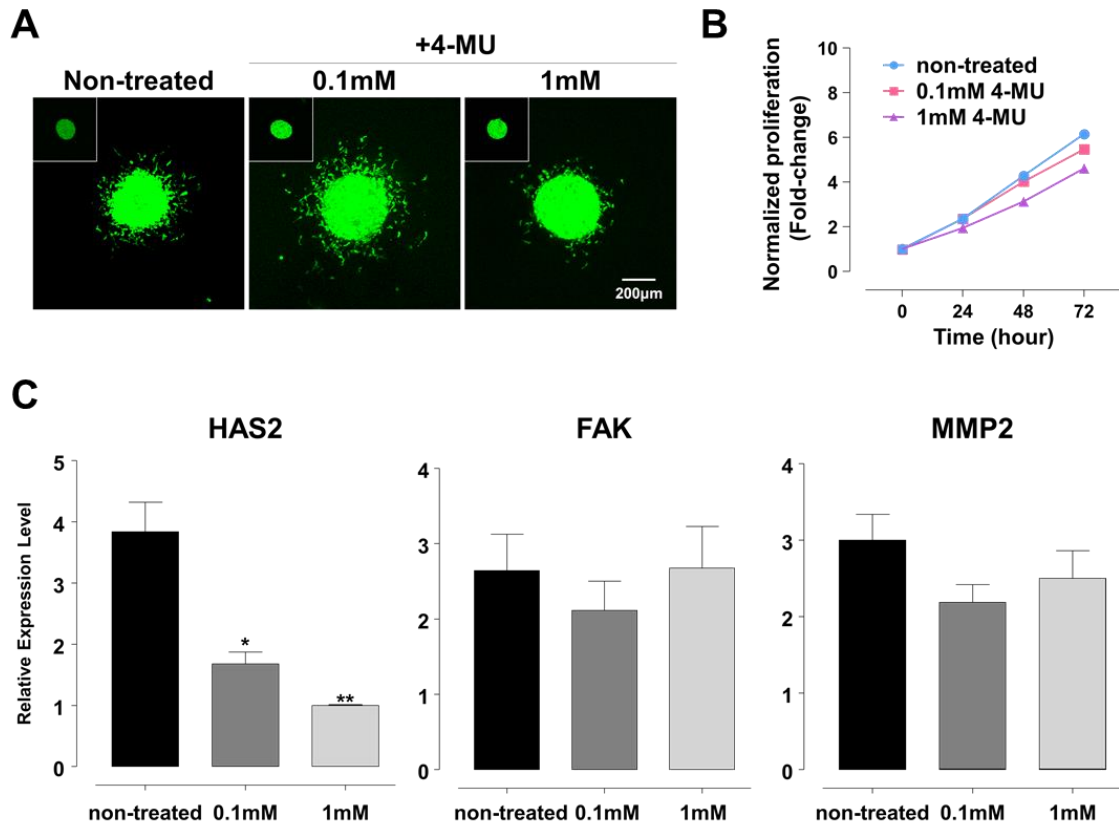 A
+4-MU
Non-treated 0.1mM 1mM
200µm
B
Normalized proliferation
(Fold-change)
10
8
6
4
2
0
non-treated
0.1mM 4-MU
1mM 4-MU
0 24 48 72
Time (hour)
C
HAS2
Relative Expression Level
5
4
3
2
1
0
*
**
non-treated 0.1mM 1mM
FAK
4
3
2
1
0
non-treated 0.1mM 1mM
MMP2
4
3
2
1
0
non-treated 0.1mM 1mM